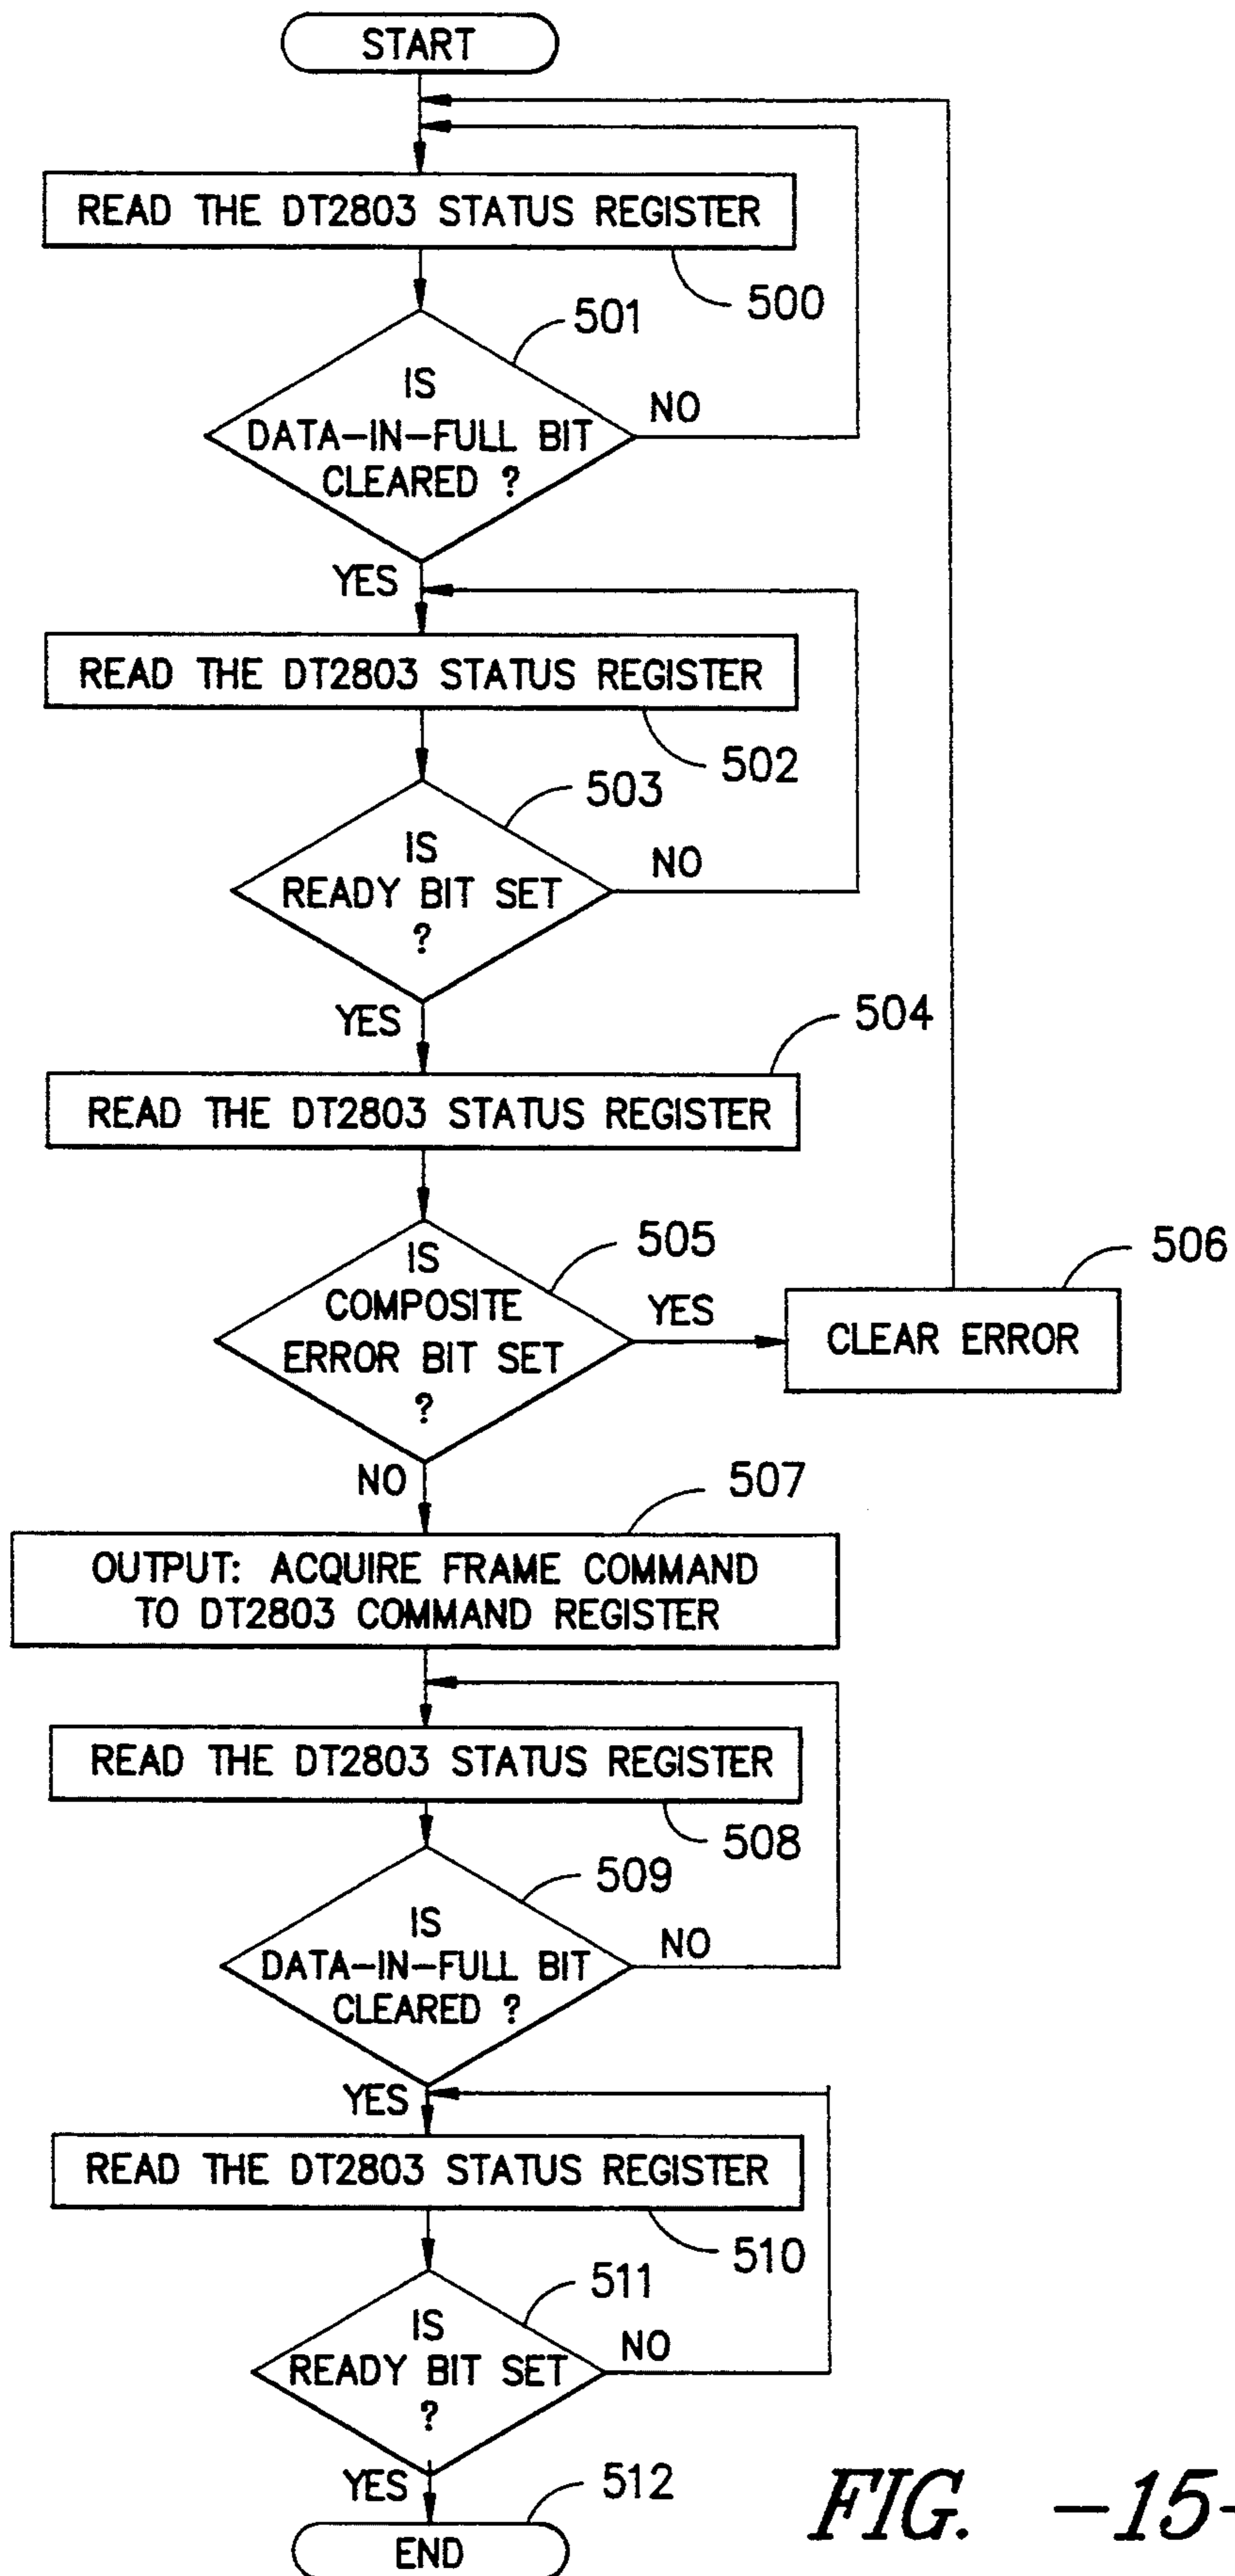 START
READ THE DT2803 STATUS REGISTER
500
501
IS
DATA-IN-FULL BIT
CLEARED ?
NO
YES
READ THE DT2803 STATUS REGISTER
502
503
IS
READY BIT SET
?
NO
YES
504
READ THE DT2803 STATUS REGISTER
505
IS
COMPOSITE
ERROR BIT SET
?
YES
506
CLEAR ERROR
NO
507
OUTPUT: ACQUIRE FRAME COMMAND
TO DT2803 COMMAND REGISTER
READ THE DT2803 STATUS REGISTER
508
509
IS
DATA-IN-FULL BIT
CLEARED ?
NO
YES
READ THE DT2803 STATUS REGISTER
510
511
IS
READY BIT SET
?
NO
YES
512
END
FIG. -15-